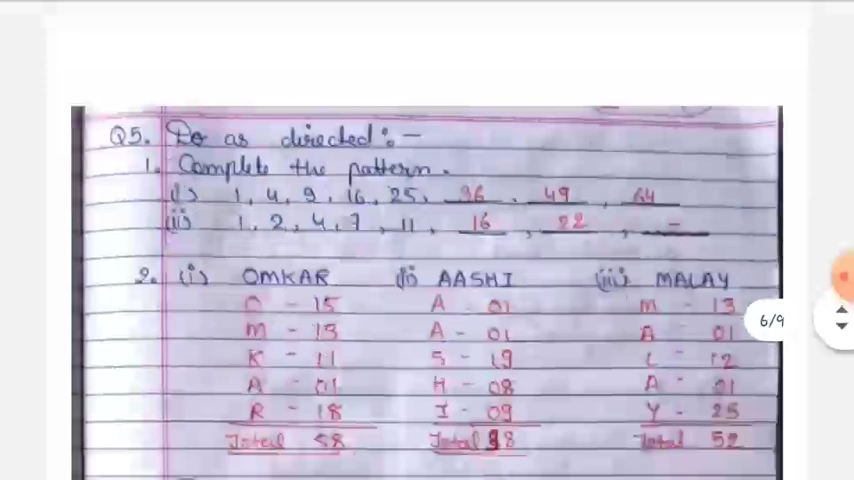 Q5. Do as directed :-
1. Complete the pattern.
(i) 1, 4, 9, 16, 25, 36, 49, 64
(ii) 1, 2, 4, 7, 11, 16, 22, -
2. (i) OMKAR (ii) AASHI (iii) MALAY
O - 15 A - 01 M - 13
M - 13 A - 01 A - 01
K - 11 S - 19 L - 12
A - 01 H - 08 A - 01
R - 18 I - 09 Y - 25
Total 58 Total 38 Total 52
6/9